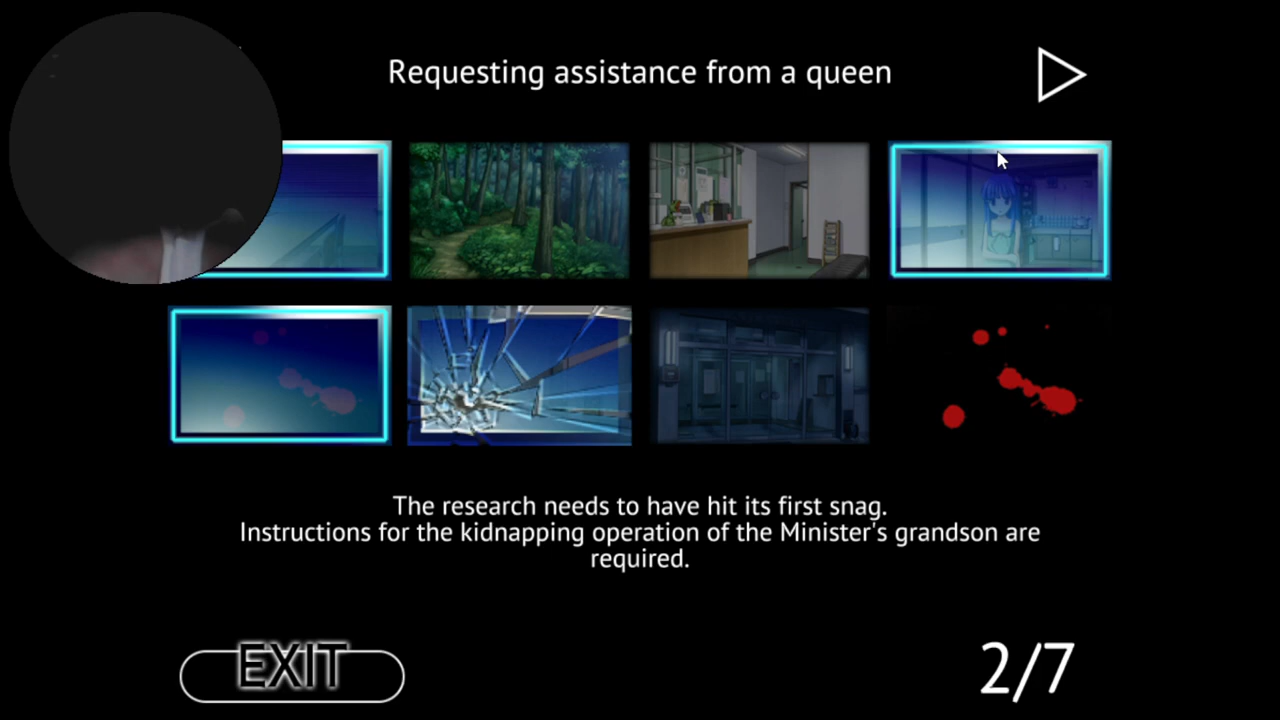 Requesting assistance from a queen
The research needs to have hit its first snag.
Instructions for the kidnapping operation of the Minister's grandson are
required.
EXIT
2/7